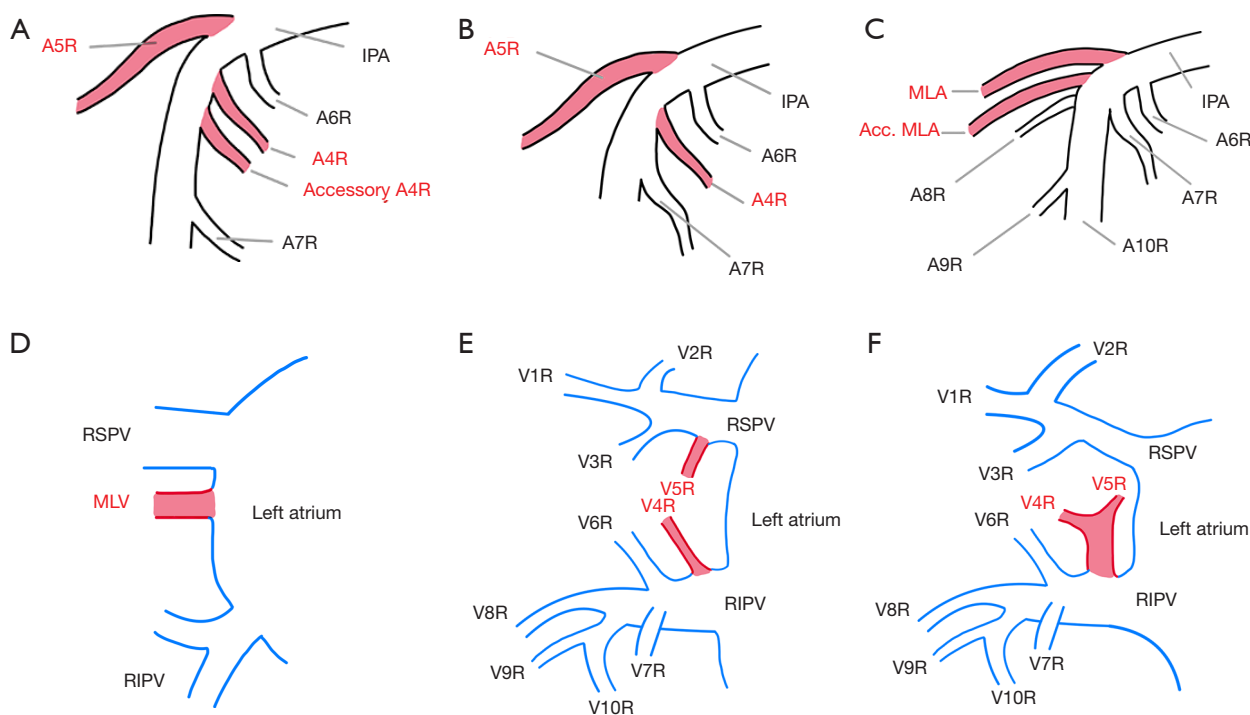 A
A5R
IPA
A6R
A4R
Accessory A4R
A7R
B
A5R
IPA
A6R
A4R
A7R
C
MLA
IPA
Acc. MLA
A6R
A8R
A7R
A9R
A10R
D
RSPV
MLV
Left atrium
RIPV
E
V2R
V1R
RSPV
V3R
V5R
V4R
V6R
Left atrium
RIPV
V8R
V9R
V7R
V10R
F
V2R
V1R
RSPV
V3R
V5R
V4R
V6R
Left atrium
RIPV
V8R
V9R
V7R
V10R